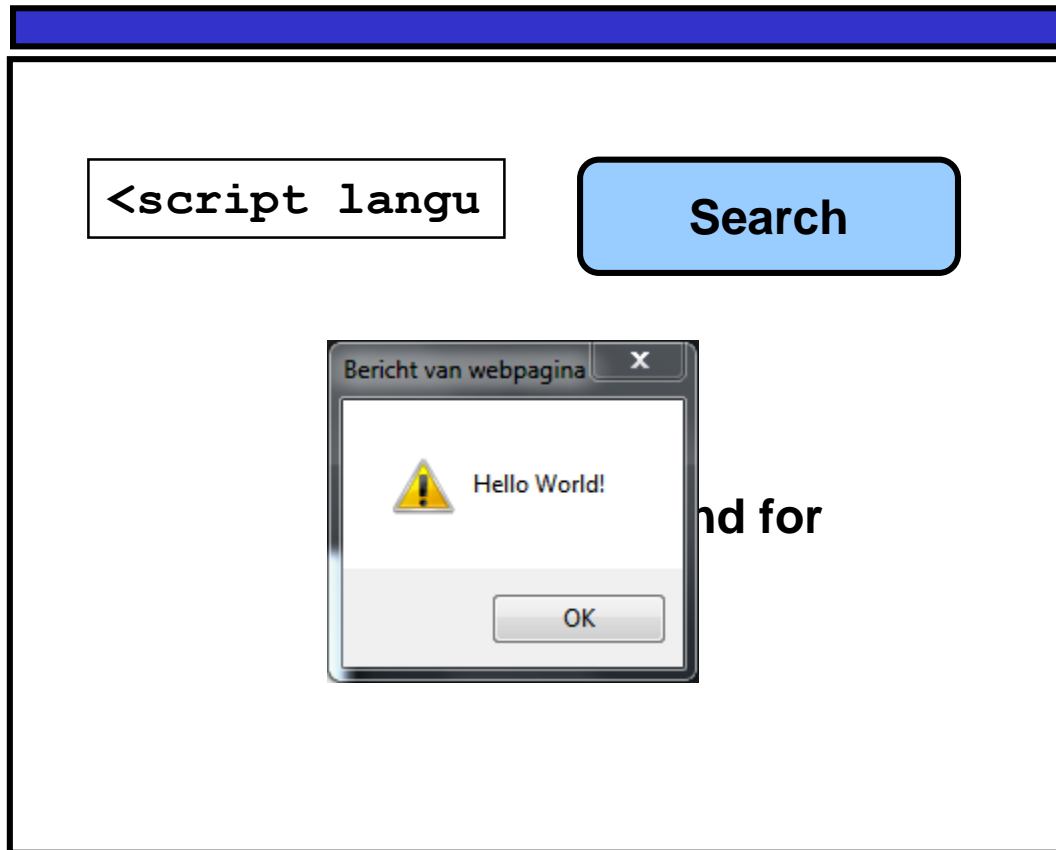 <script langu
Search
Bericht van webpagina
X
Hello World!
nd for
OK